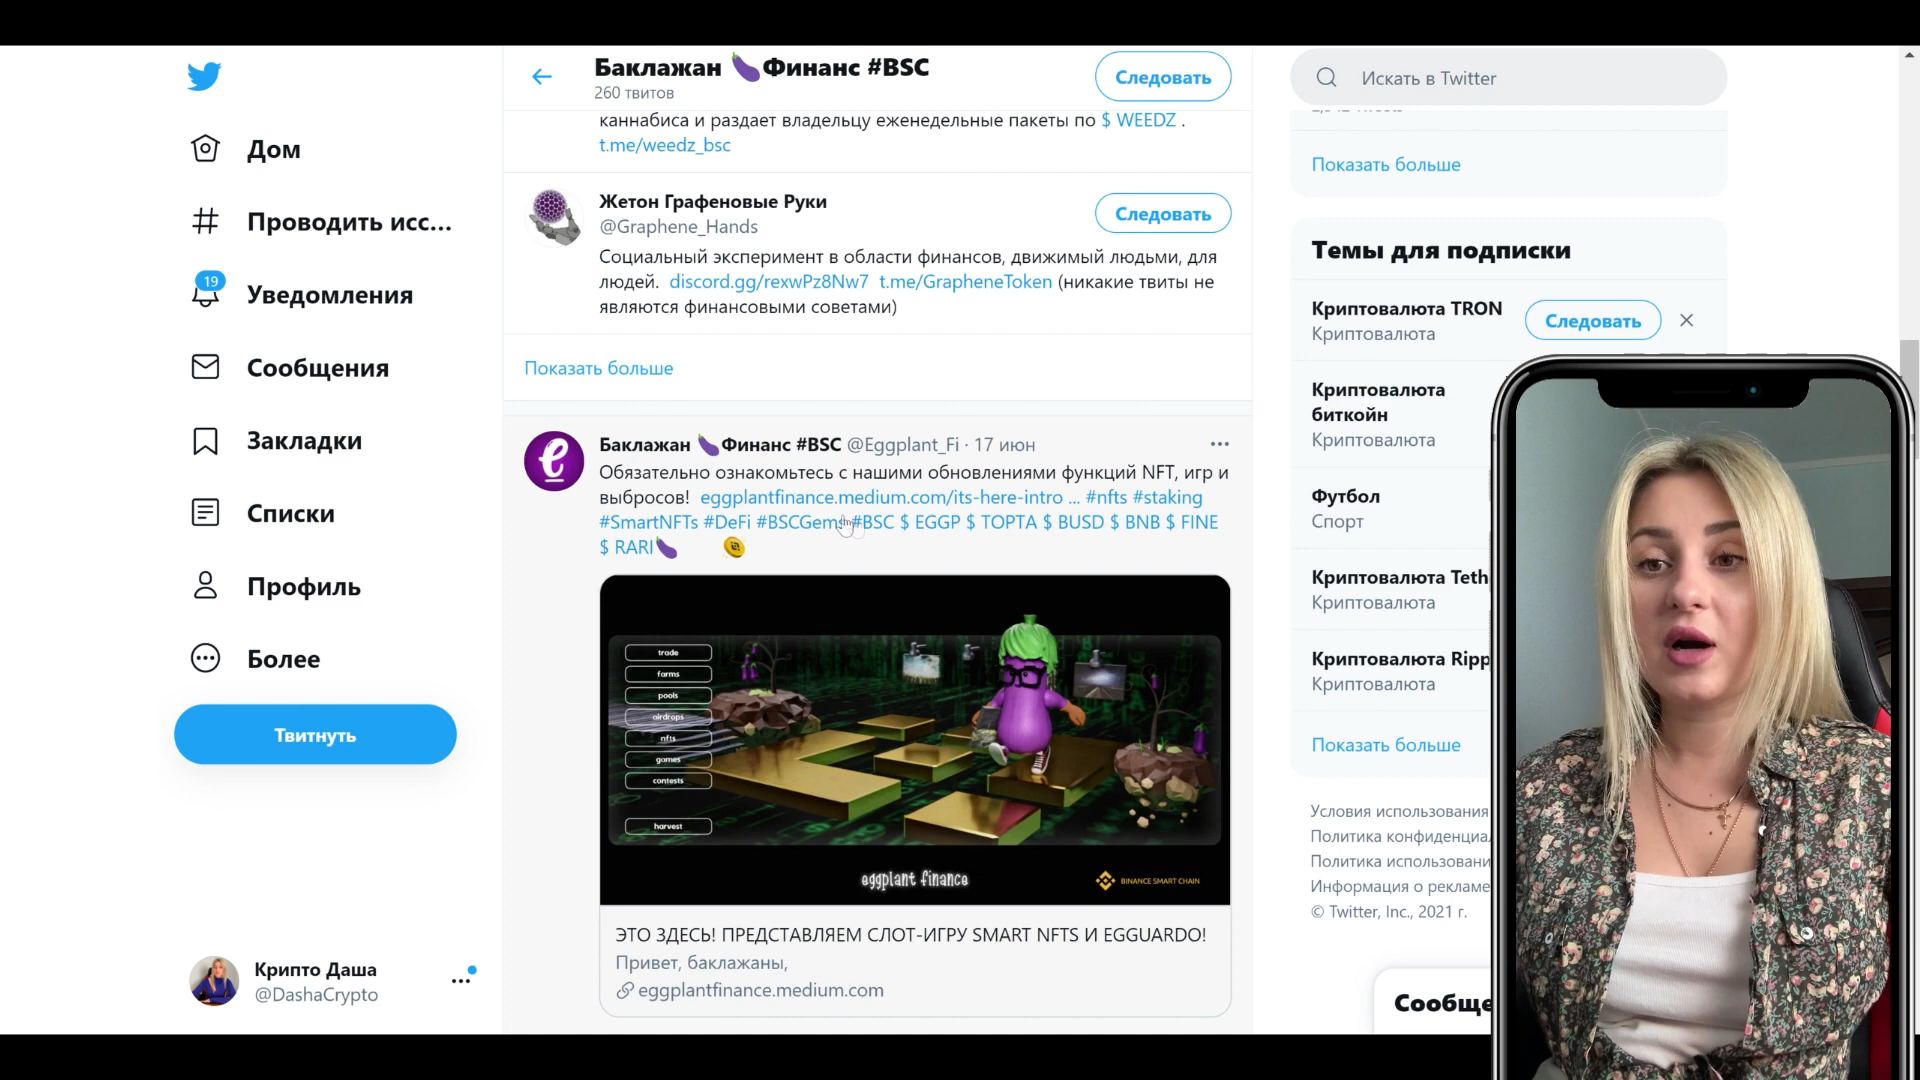 Дом
Проводить исс...
19
Уведомления
Сообщения
Закладки
Списки
Профиль
Более
Твитнуть
Крипто Даша
@DashaCrypto
Баклажан 🍆Финанс #BSC
260 твитов
Следовать
каннабиса и раздает владельцу еженедельные пакеты по $ WEEDZ .
t.me/weedz_bsc
Жетон Графеновые Руки
@Graphene_Hands
Следовать
Социальный эксперимент в области финансов, движимый людьми, для
людей. discord.gg/rexwPz8Nw7 t.me/GrapheneToken (никакие твиты не
являются финансовыми советами)
Показать больше
Баклажан 🍆Финанс #BSC @Eggplant_Fi · 17 июн
Обязательно ознакомьтесь с нашими обновлениями функций NFT, игр и
выбросов! eggplantfinance.medium.com/its-here-intro ... #nfts #staking
#SmartNFTs #DeFi #BSCGems #BSC $ EGGP $ ТОРТА $ BUSD $ BNB $ FINE
$ RARI🍆
trade
farms
pools
airdrops
nfts
games
contests
harvest
eggplant finance
BINANCE SMART CHAIN
ЭТО ЗДЕСЬ! ПРЕДСТАВЛЯЕМ СЛОТ-ИГРУ SMART NFTS И EGGUARDO!
Привет, баклажаны,
eggplantfinance.medium.com
Искать в Twitter
Показать больше
Темы для подписки
Криптовалюта TRON
Криптовалюта
Следовать
Криптовалюта
биткойн
Криптовалюта
Футбол
Спорт
Криптовалюта Teth
Криптовалюта
Криптовалюта Ripp
Криптовалюта
Показать больше
Условия использования
Политика конфиденциа
Политика использовани
Информация о рекламе
© Twitter, Inc., 2021 г.
Сообще